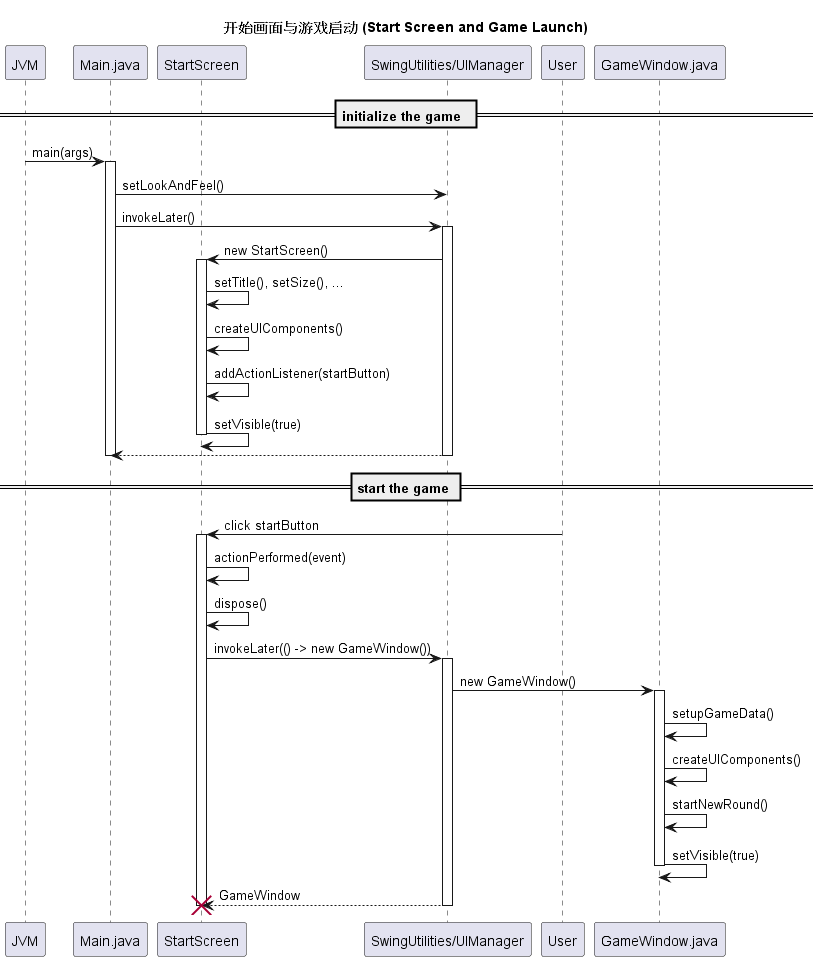 开始画面与游戏启动 (Start Screen and Game Launch)
JVM
Main.java
StartScreen
SwingUtilities/UIManager
User
GameWindow.java
initialize the game
main(args)
setLookAndFeel()
invokeLater()
new StartScreen()
setTitle(), setSize(), ...
createUIComponents()
addActionListener(startButton)
setVisible(true)
start the game
click startButton
actionPerformed(event)
dispose()
invokeLater(() -> new GameWindow())
new GameWindow()
setupGameData()
createUIComponents()
startNewRound()
setVisible(true)
GameWindow
JVM
Main.java
StartScreen
SwingUtilities/UIManager
User
GameWindow.java